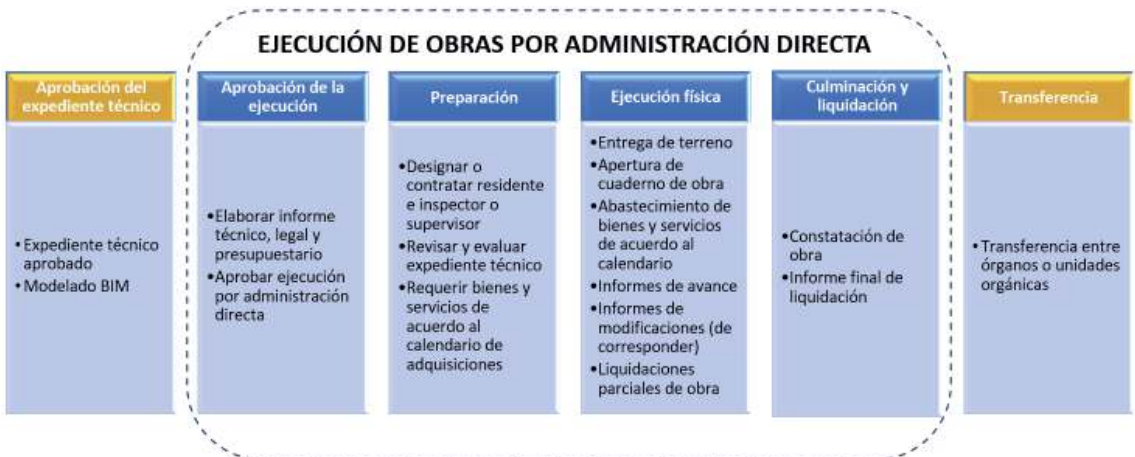 EJECUCIÓN DE OBRAS POR ADMINISTRACIÓN DIRECTA
Aprobación del
expediente técnico
• Expediente técnico
aprobado
• Modelado BIM
Aprobación de la
ejecución
•Elaborar informe
técnico, legal y
presupuestario
•Aprobar ejecución
por administración
directa
Preparación
•Designar o
contratar residente
e inspector o
supervisor
•Revisar y evaluar
expediente técnico
•Requerir bienes y
servicios de
acuerdo al
calendario de
adquisiciones
Ejecución física
•Entrega de terreno
•Apertura de
cuaderno de obra
•Abastecimiento de
bienes y servicios
de acuerdo al
calendario
•Informes de avance
•Informes de
modificaciones (de
corresponder)
•Liquidaciones
parciales de obra
Culminación y
liquidación
•Constatación de
obra
•Informe final de
liquidación
Transferencia
• Transferencia entre
órganos o unidades
orgánicas